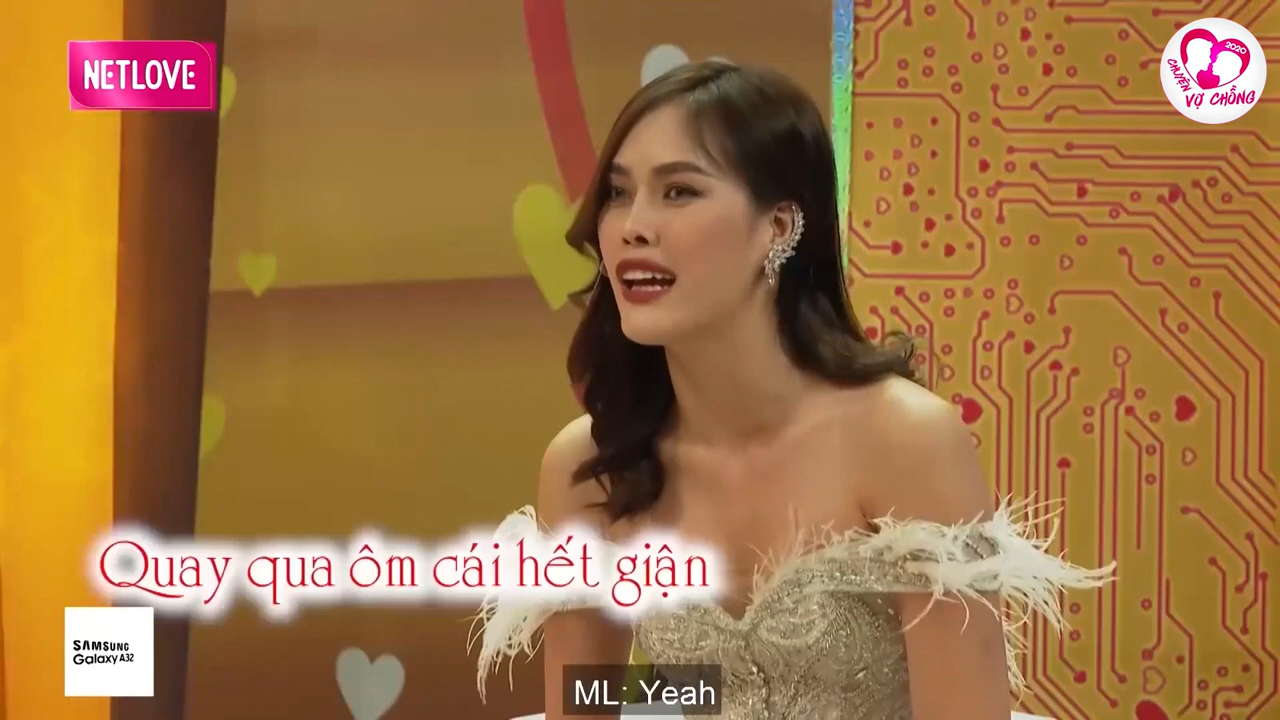 NETLOVE
2020
CHUYỆN
VỢ CHỒNG
Quay qua ôm cái hết giận
SAMSUNG
Galaxy A32
ML: Yeah